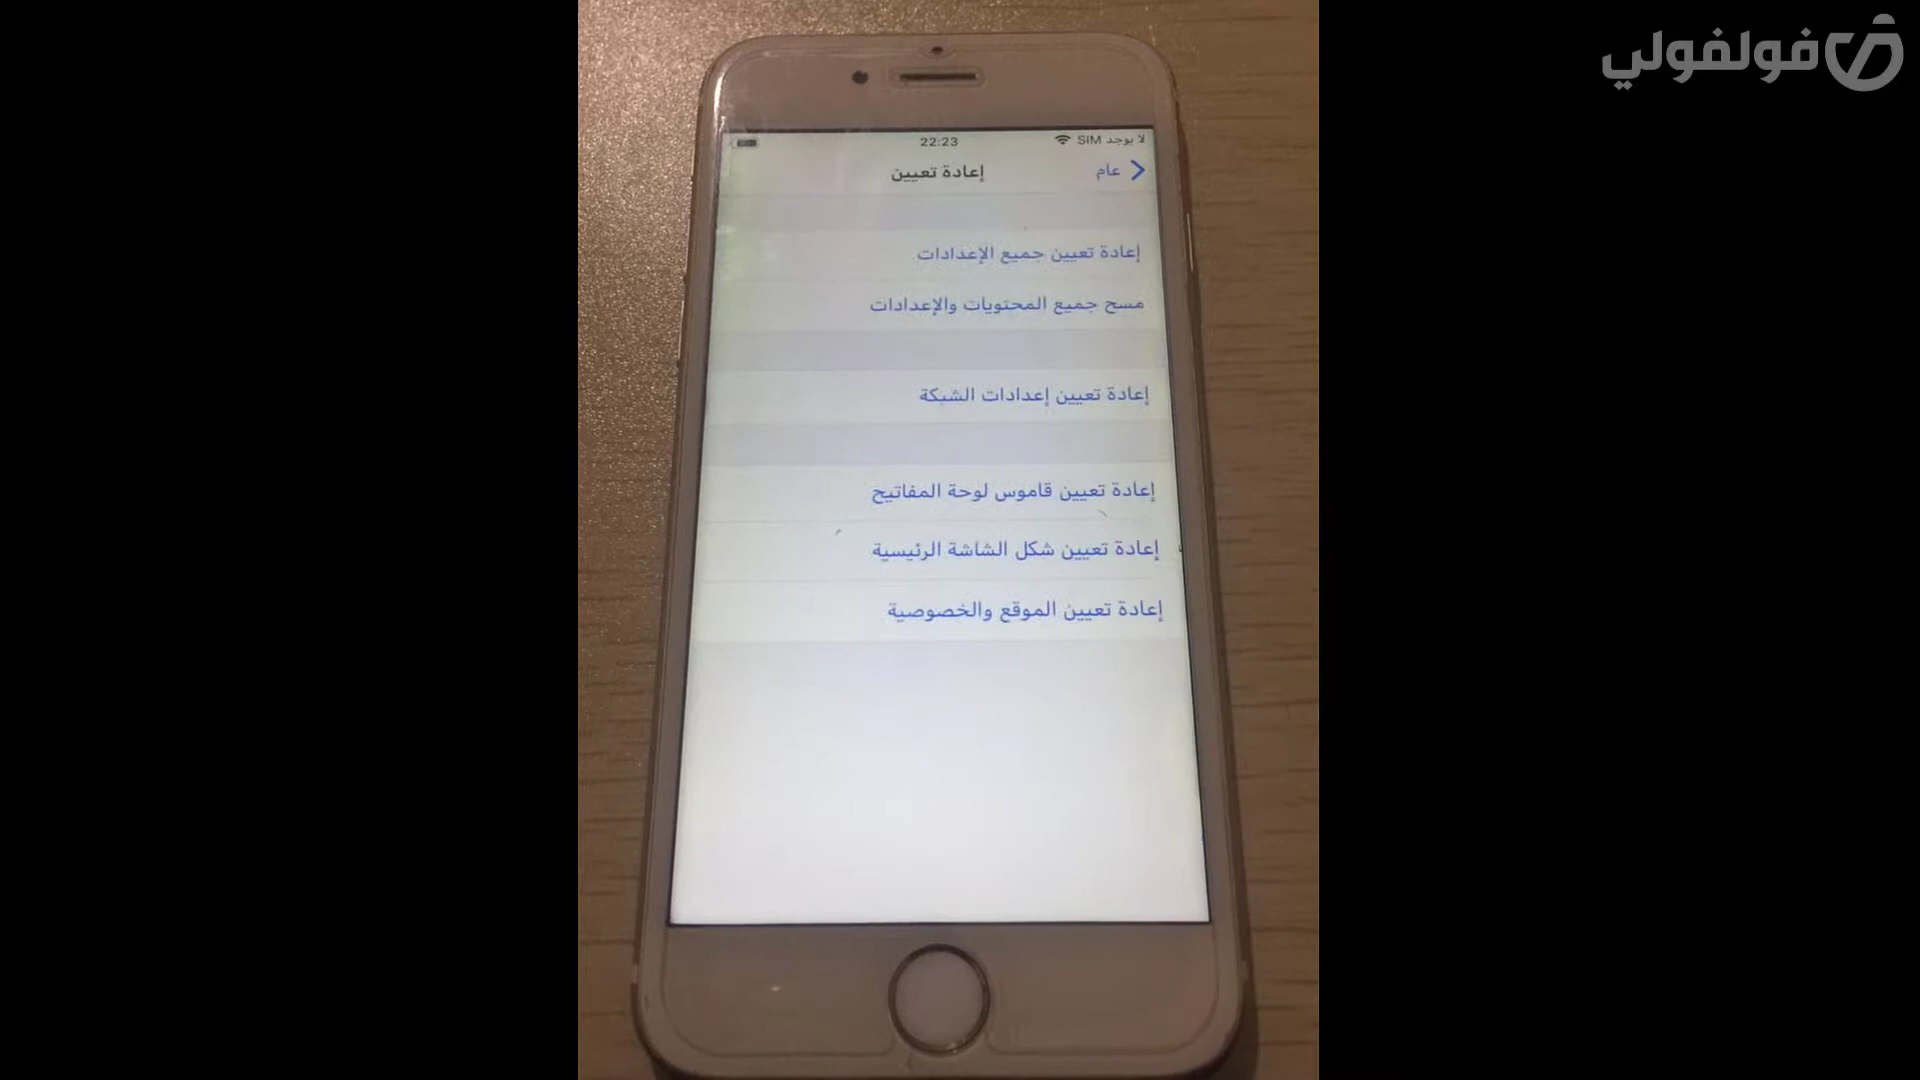 فولفولي
لا يوجد SIM
22:23
عام
إعادة تعيين
إعادة تعيين جميع الإعدادات
مسح جميع المحتويات والإعدادات
إعادة تعيين إعدادات الشبكة
إعادة تعيين قاموس لوحة المفاتيح
إعادة تعيين شكل الشاشة الرئيسية
إعادة تعيين الموقع والخصوصية